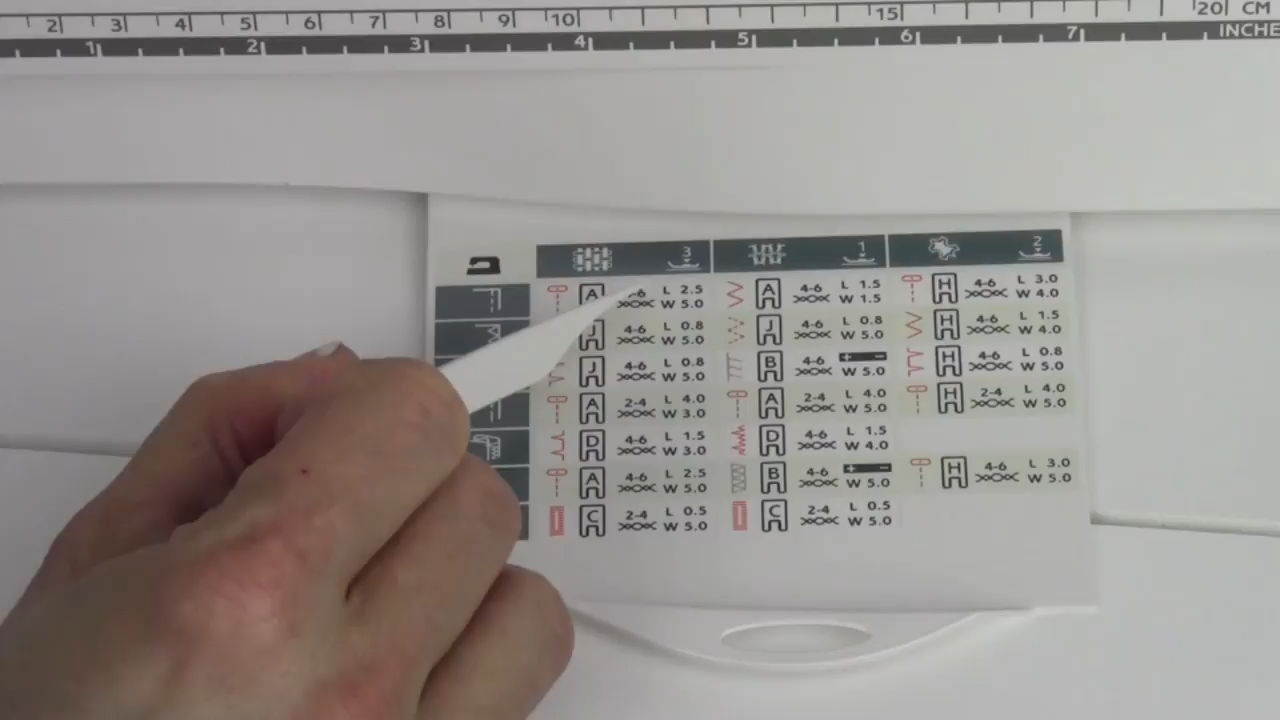 2 3 4 5 6 7 8 9 10 15 20 CM
1 2 3 4 5 6 7 INCHE
3 1 2
A 4-6 L 2.5 W 5.0 A 4-6 L 1.5 W 1.5 H 4-6 L 3.0 W 4.0
J 4-6 L 0.8 W 5.0 J 4-6 L 0.8 W 5.0 H 4-6 L 1.5 W 4.0
J 4-6 L 0.8 W 5.0 B 4-6 + - W 5.0 H 4-6 L 0.8 W 5.0
A 2-4 L 4.0 W 3.0 A 2-4 L 4.0 W 5.0 H 2-4 L 4.0 W 5.0
D 4-6 L 1.5 W 3.0 D 4-6 L 1.5 W 4.0
A 4-6 L 2.5 W 5.0 B 4-6 + - W 5.0 H 4-6 L 3.0 W 5.0
C 2-4 L 0.5 W 5.0 C 2-4 L 0.5 W 5.0